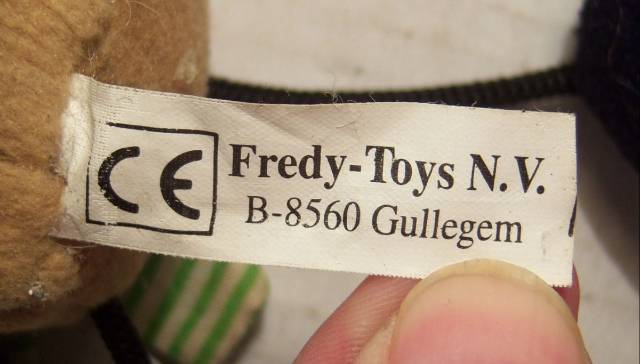 CE Fredy-Toys N.V.
B-8560 Gullegem